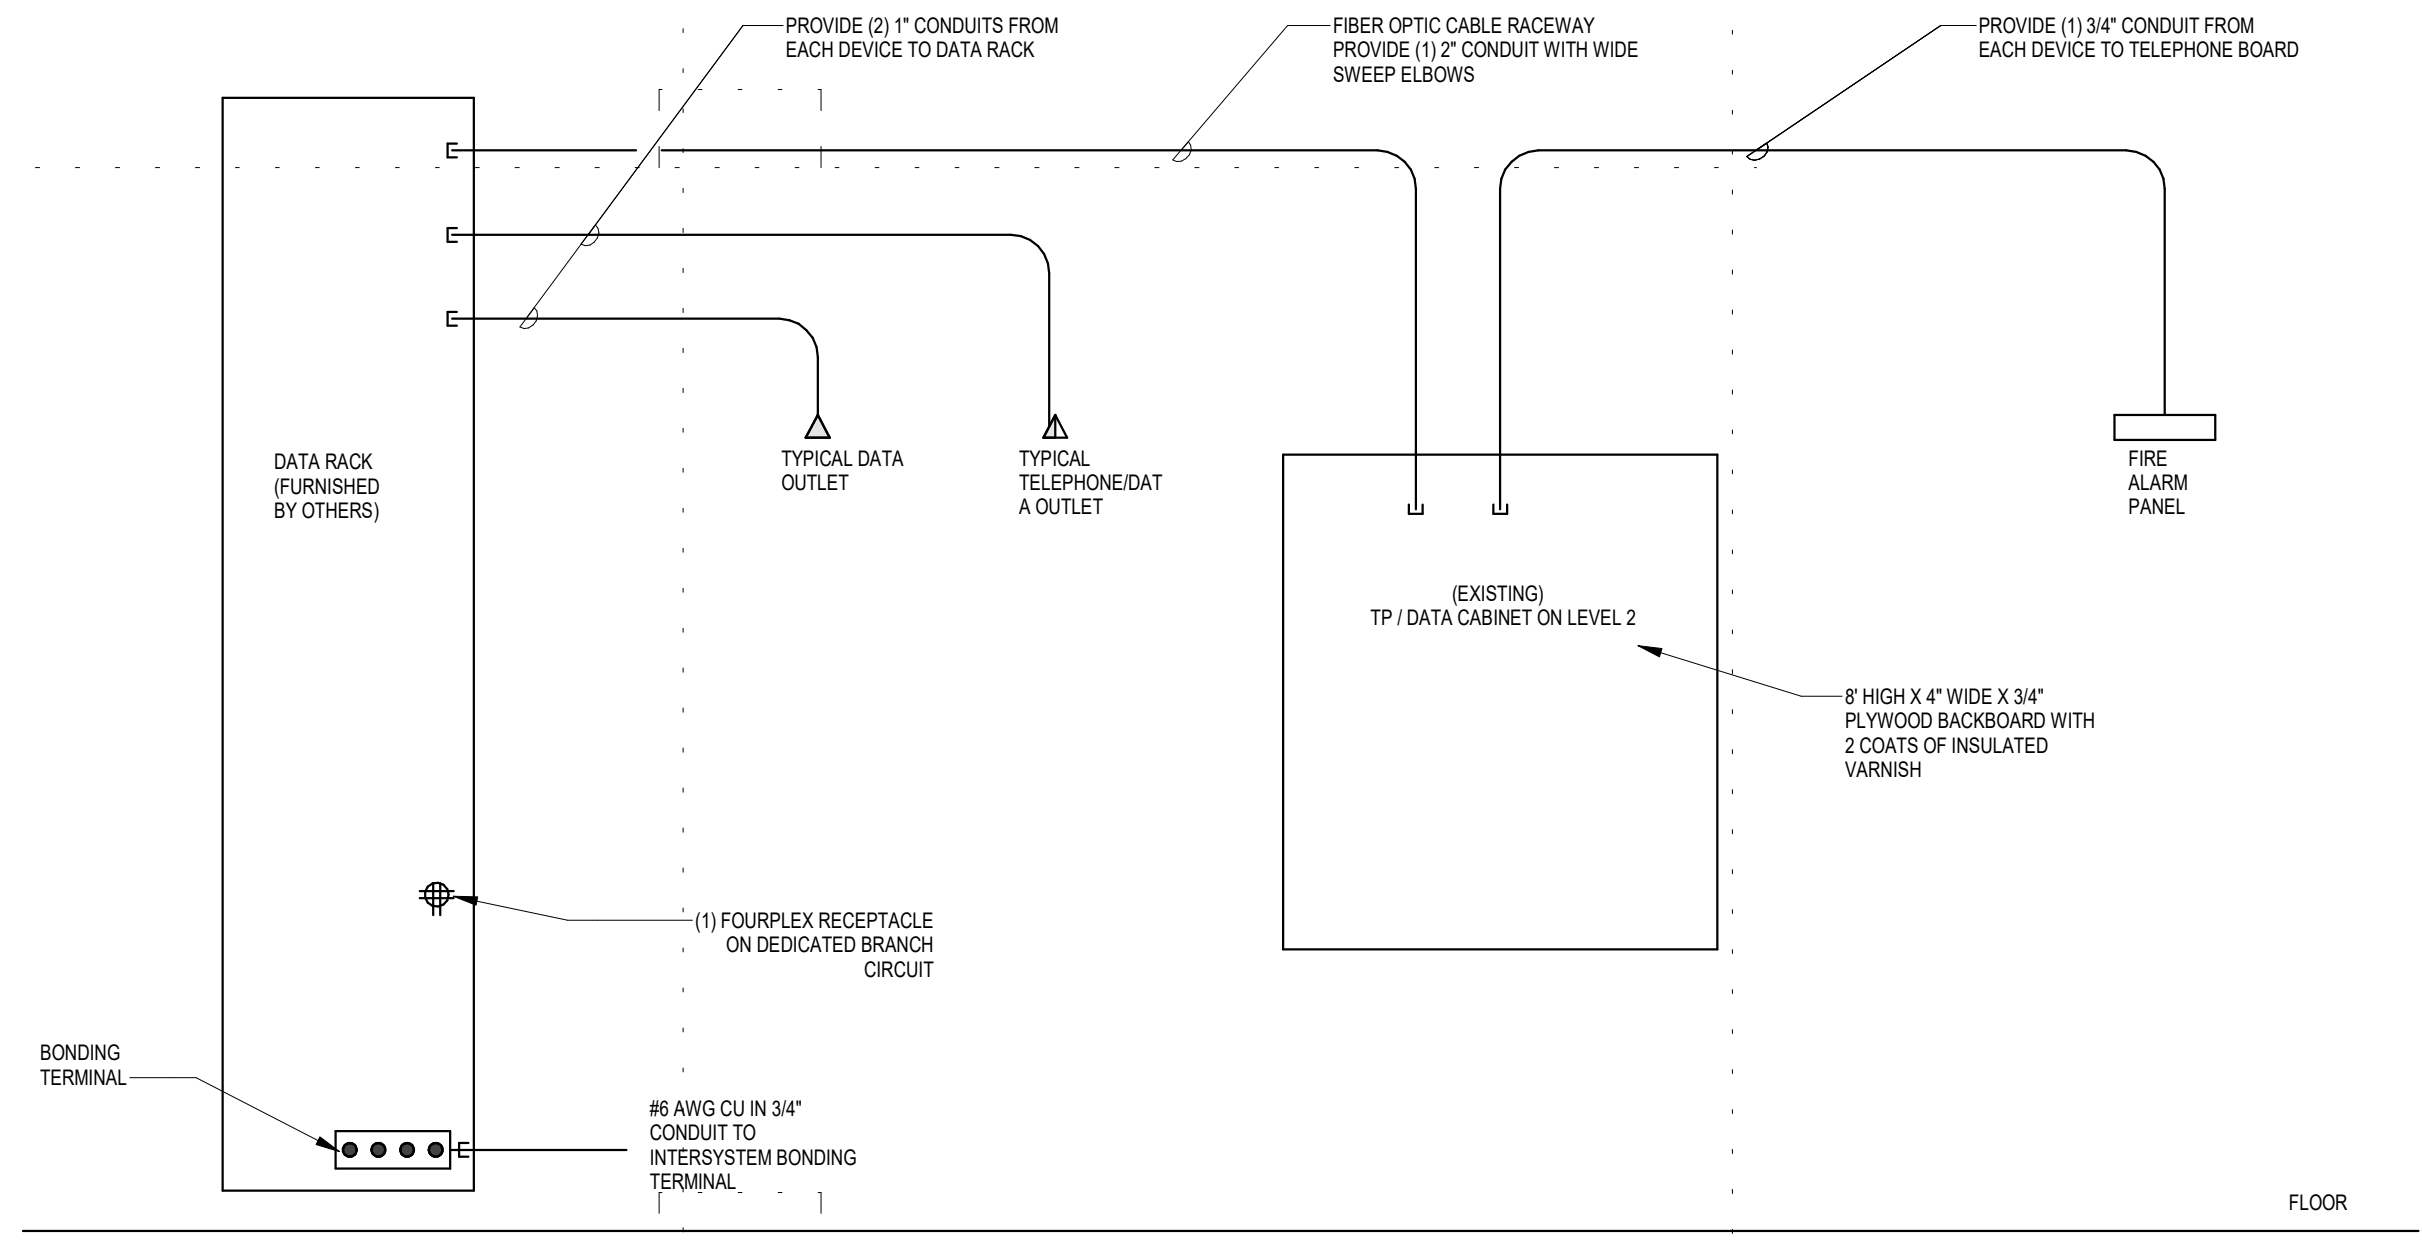 PROVIDE (2) 1" CONDUITS FROM
EACH DEVICE TO DATA RACK
FIBER OPTIC CABLE RACEWAY
PROVIDE (1) 2" CONDUIT WITH WIDE
SWEEP ELBOWS
PROVIDE (1) 3/4" CONDUIT FROM
EACH DEVICE TO TELEPHONE BOARD
DATA RACK
(FURNISHED
BY OTHERS)
TYPICAL DATA
OUTLET
TYPICAL
TELEPHONE/DAT
A OUTLET
FIRE
ALARM
PANEL
(EXISTING)
TP / DATA CABINET ON LEVEL 2
8' HIGH X 4" WIDE X 3/4"
PLYWOOD BACKBOARD WITH
2 COATS OF INSULATED
VARNISH
(1) FOURPLEX RECEPTACLE
ON DEDICATED BRANCH
CIRCUIT
BONDING
TERMINAL
#6 AWG CU IN 3/4"
CONDUIT TO
INTERSYSTEM BONDING
TERMINAL
FLOOR